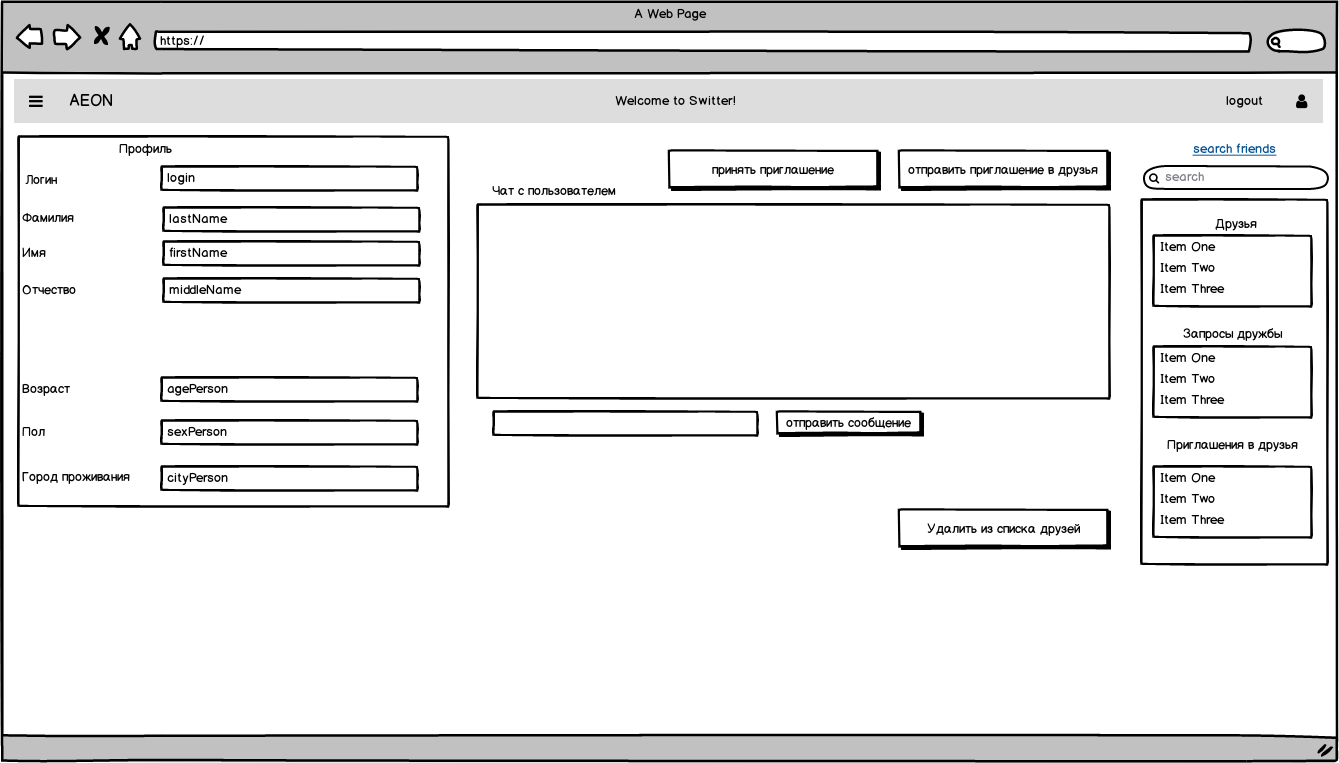 A Web Page
https://
AEON
Welcome to Switter!
logout
Профиль
Логин
login
Фамилия
lastName
Имя
firstName
Отчество
middleName
Возраст
agePerson
Пол
sexPerson
Город проживания
cityPerson
принять приглашение
отправить приглашение в друзья
Чат с пользователем
отправить сообщение
Удалить из списка друзей
search friends
search
Друзья
Item One
Item Two
Item Three
Запросы дружбы
Item One
Item Two
Item Three
Приглашения в друзья
Item One
Item Two
Item Three